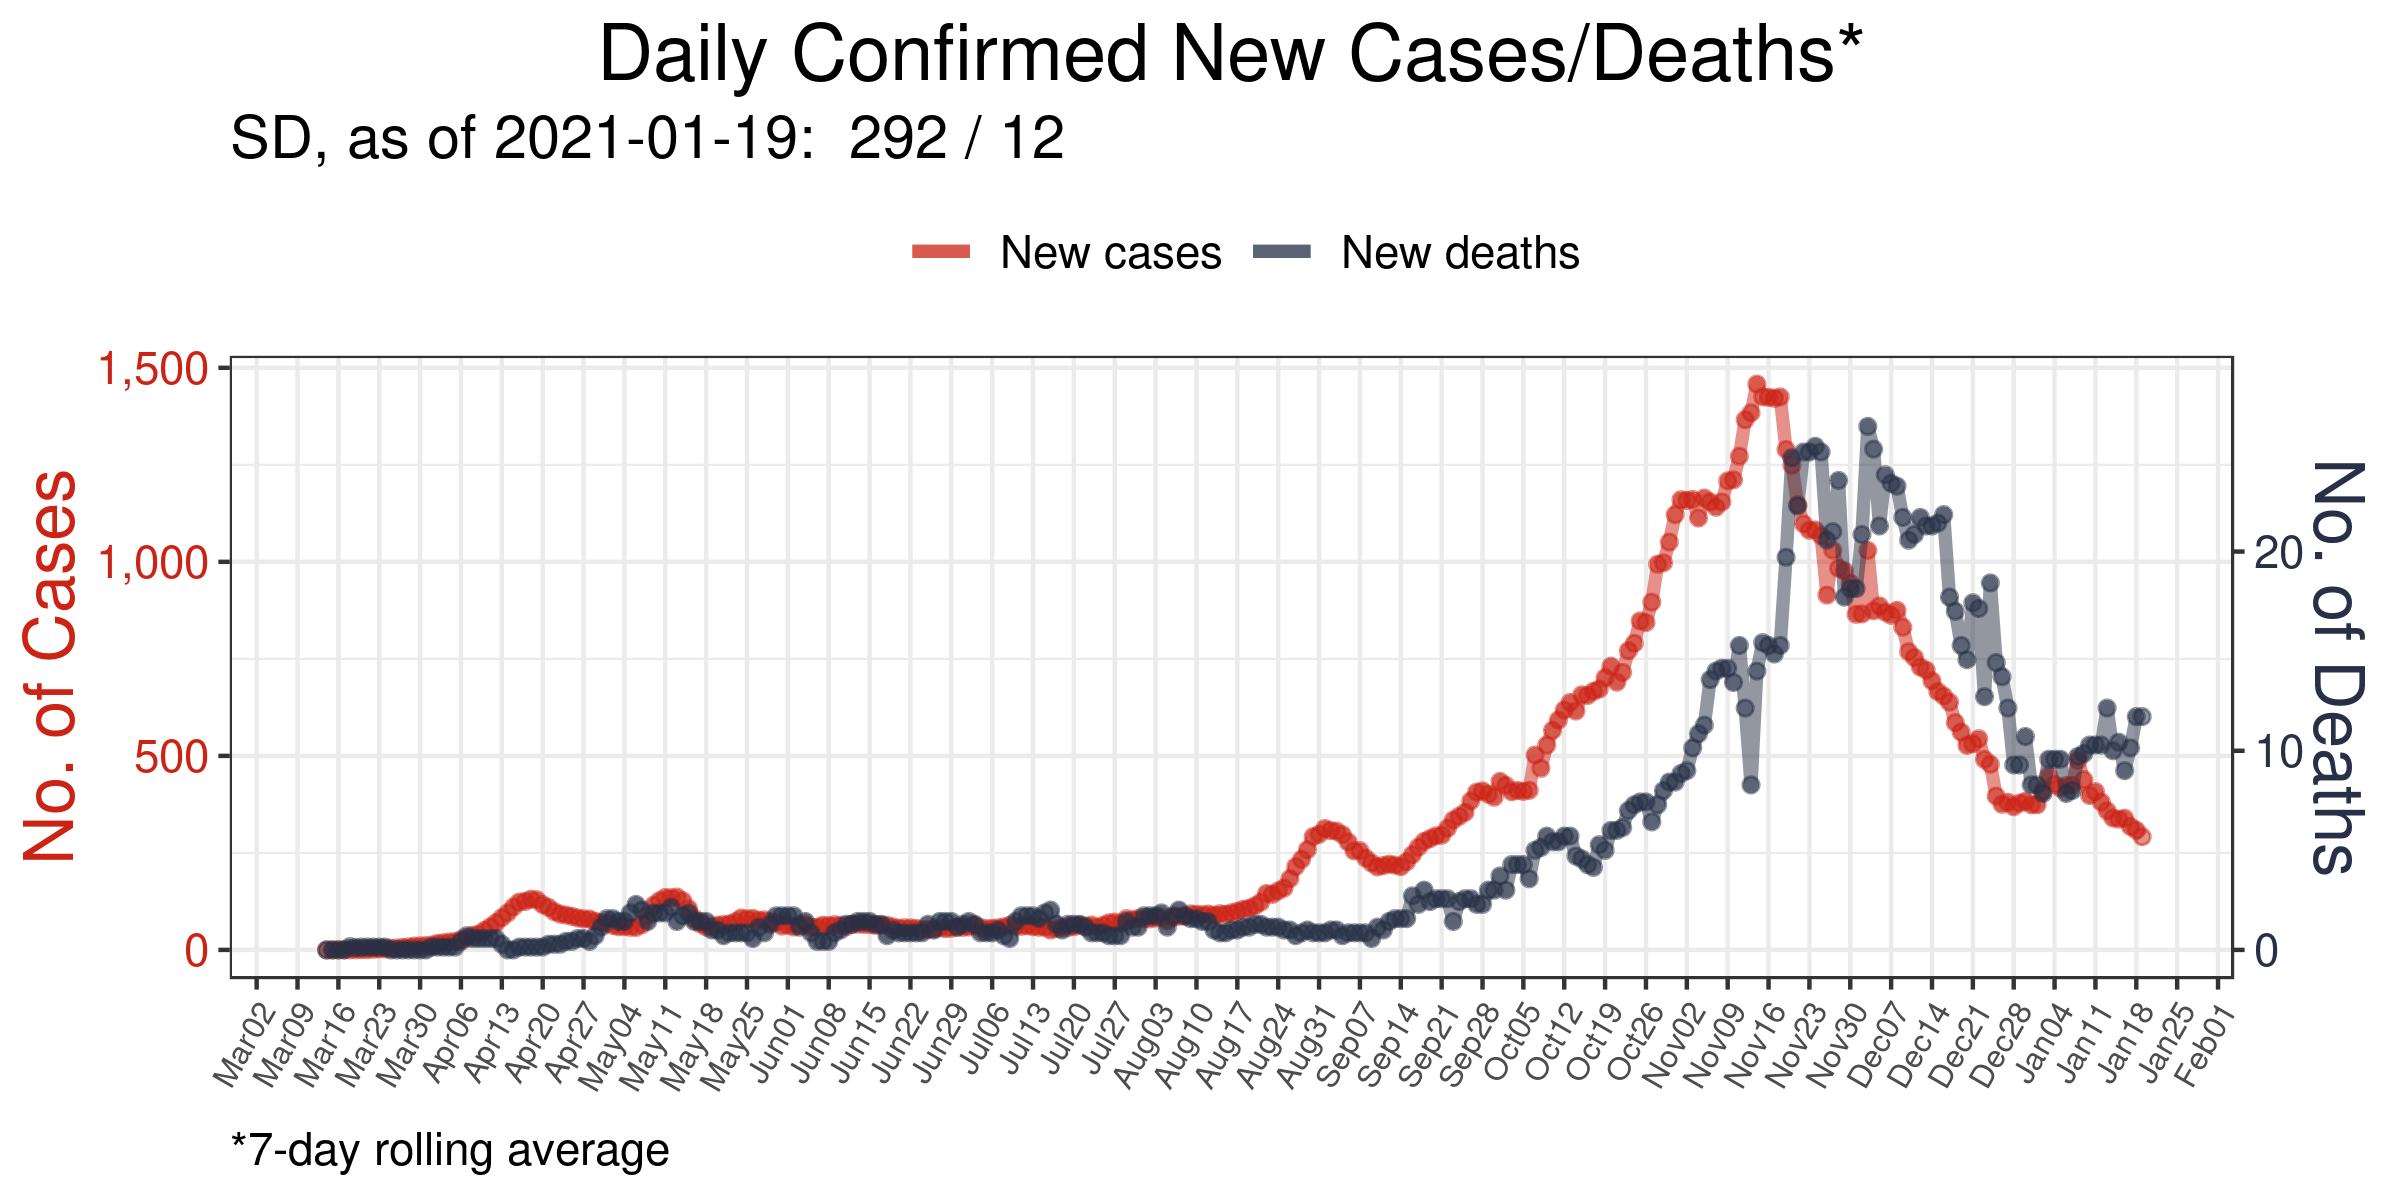 Daily Confirmed New Cases/Deaths*
SD, as of 2021-01-19:  292 / 12
New cases New deaths
No. of Cases
1,500
1,000
500
0
No. of Deaths
20
10
0
Mar02 Mar09 Mar16 Mar23 Mar30 Apr06 Apr13 Apr20 Apr27 May04 May11 May18 May25 Jun01 Jun08 Jun15 Jun22 Jun29 Jul06 Jul13 Jul20 Jul27 Aug03 Aug10 Aug17 Aug24 Aug31 Sep07 Sep14 Sep21 Sep28 Oct05 Oct12 Oct19 Oct26 Nov02 Nov09 Nov16 Nov23 Nov30 Dec07 Dec14 Dec21 Dec28 Jan04 Jan11 Jan18 Jan25 Feb01
*7-day rolling average